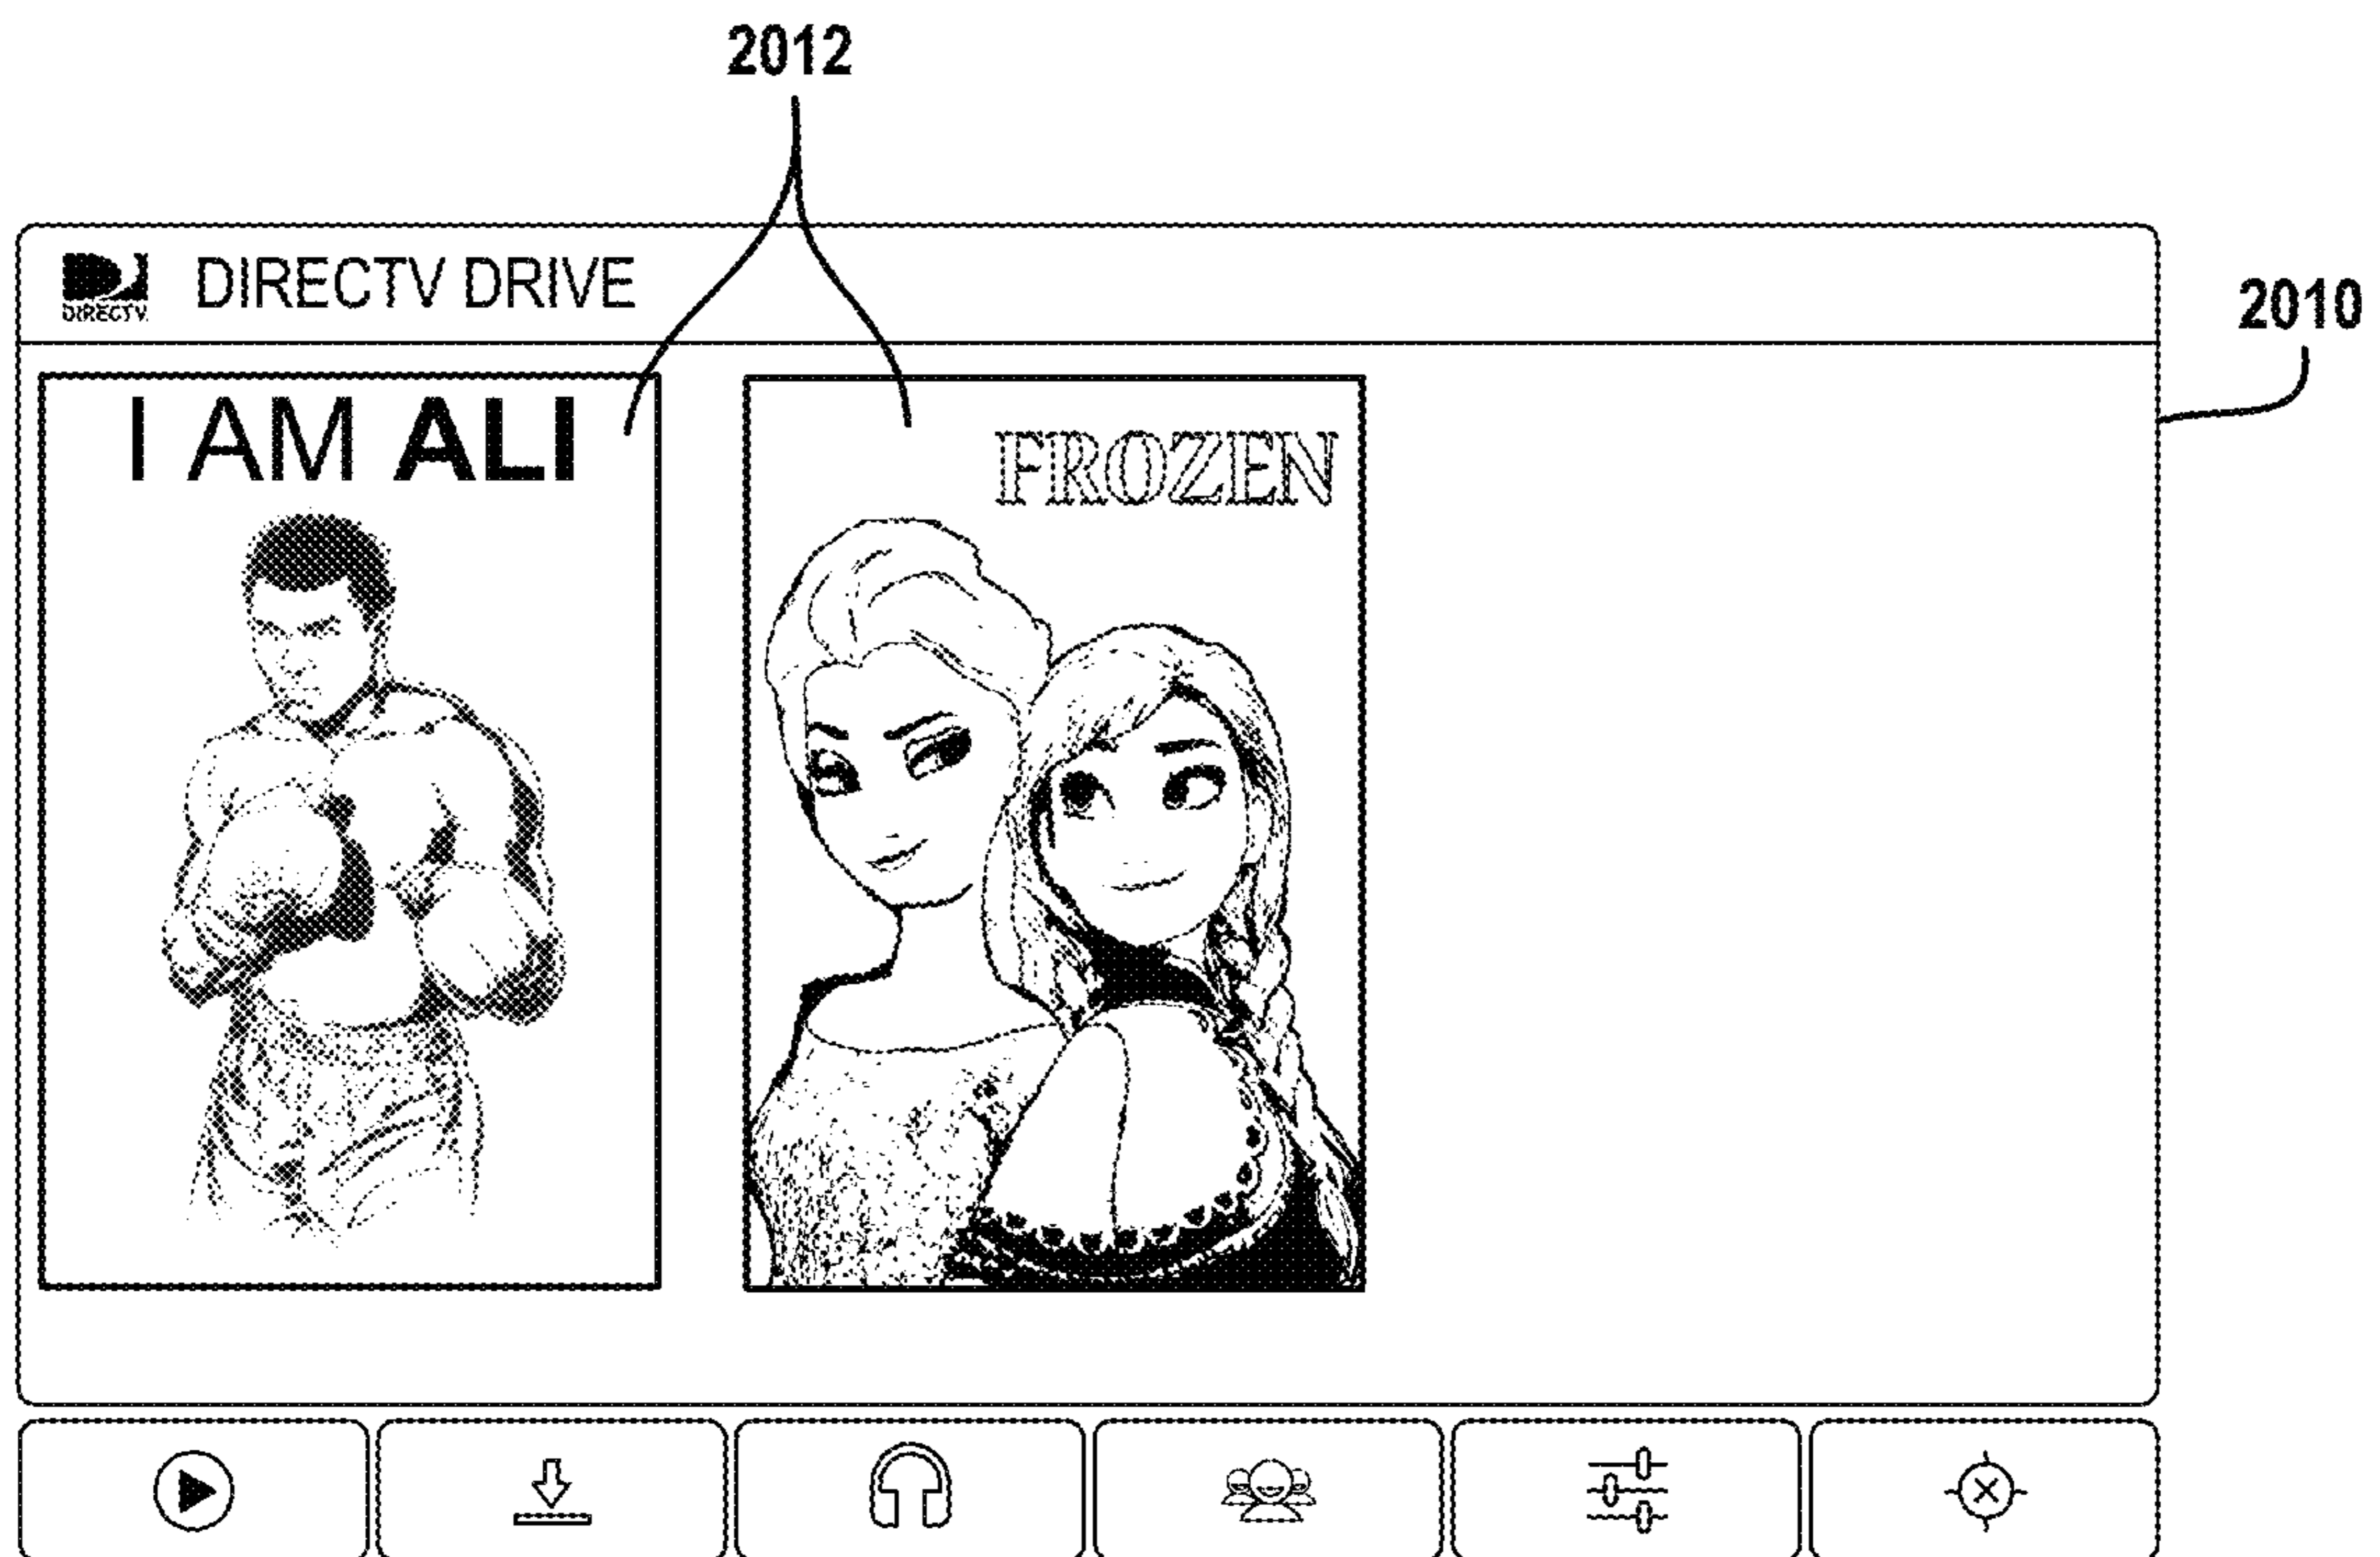 2012
DIRECTV
DIRECTV DRIVE
2010
I AM ALI
FROZEN